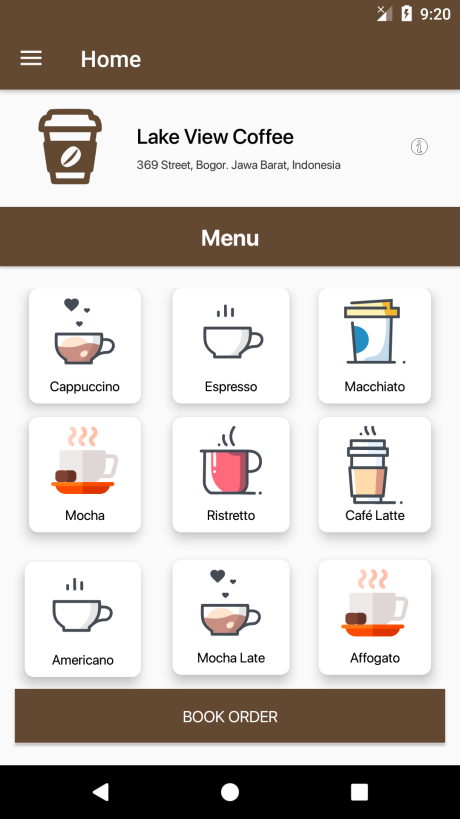 9:20
Home
Lake View Coffee
369 Street, Bogor. Jawa Barat, Indonesia
Menu
Cappuccino
Espresso
Macchiato
Mocha
Ristretto
Café Latte
Americano
Mocha Late
Affogato
BOOK ORDER